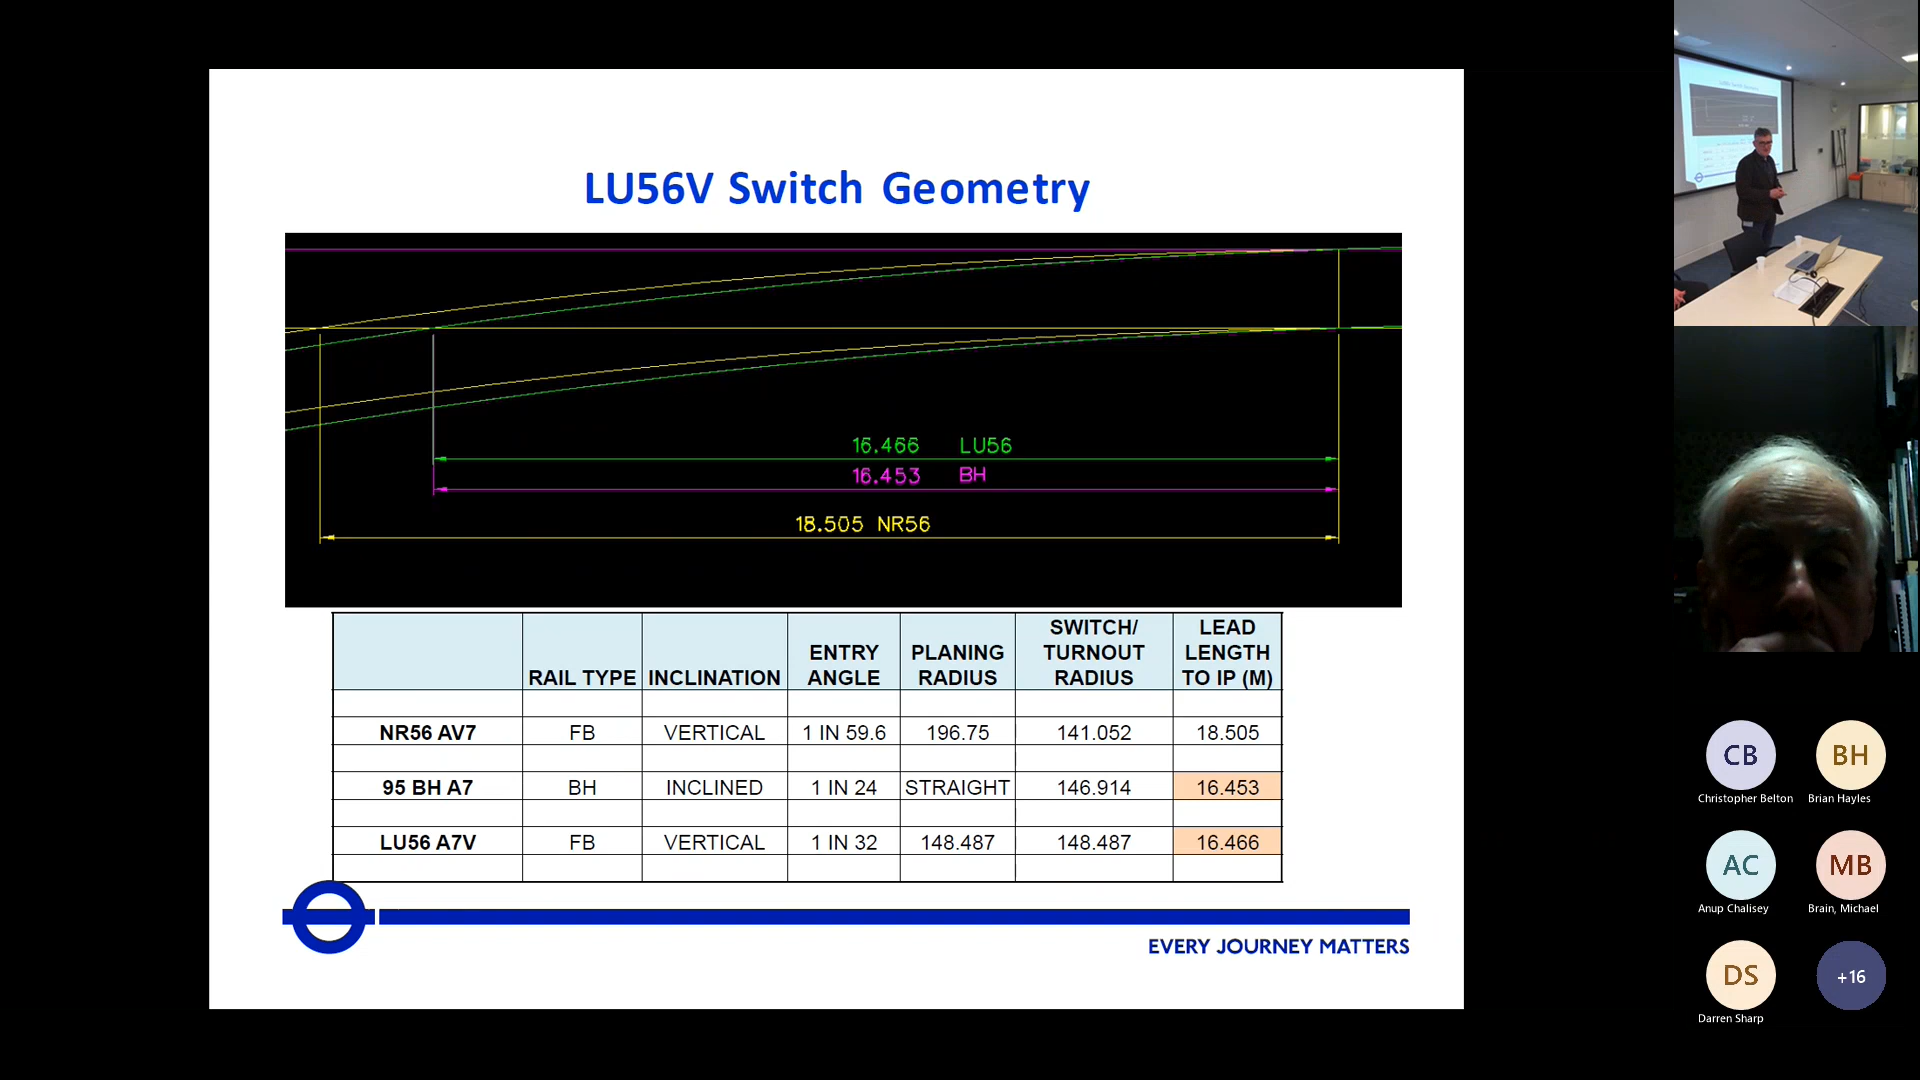 LU56V Switch Geometry
16.466 LU56
16.453 BH
18.505 NR56
RAIL TYPE INCLINATION ENTRY ANGLE PLANING RADIUS SWITCH/ TURNOUT RADIUS LEAD LENGTH TO IP (M)
NR56 AV7 FB VERTICAL 1 IN 59.6 196.75 141.052 18.505
95 BH A7 BH INCLINED 1 IN 24 STRAIGHT 146.914 16.453
LU56 A7V FB VERTICAL 1 IN 32 148.487 148.487 16.466
EVERY JOURNEY MATTERS
CB BH
Christopher Belton Brian Hayles
AC MB
Anup Chalisey Brain, Michael
DS +16
Darren Sharp